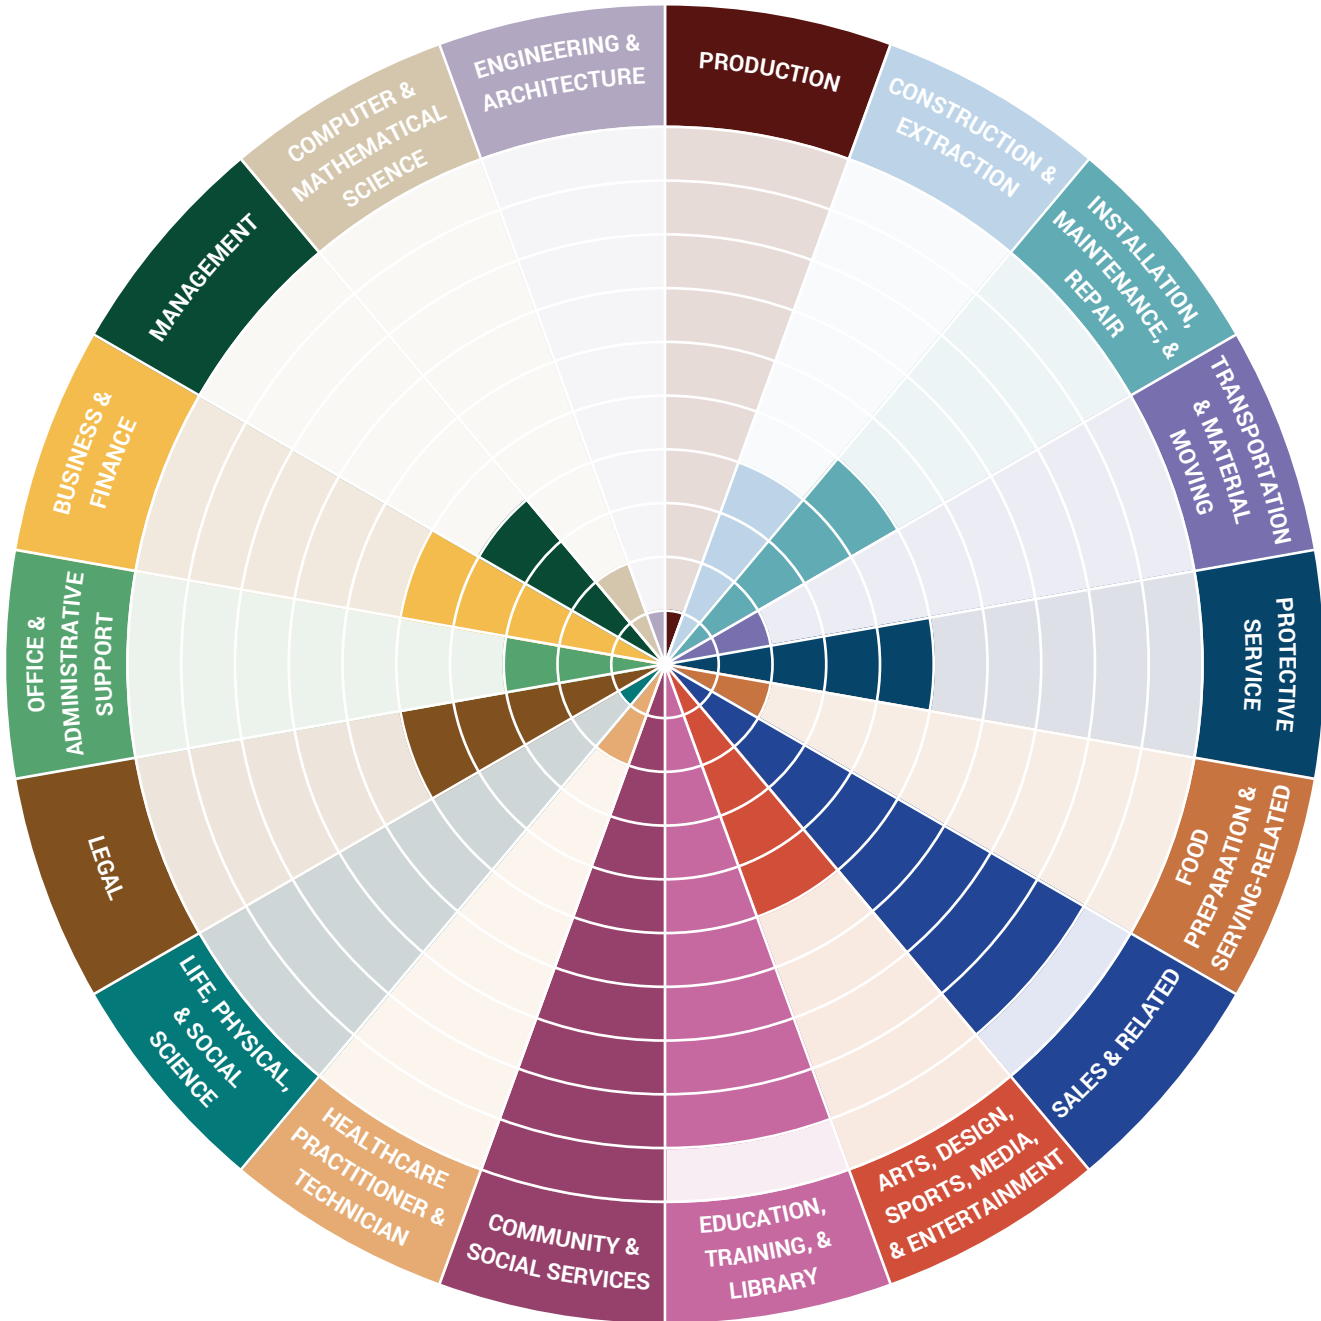 PRODUCTION
CONSTRUCTION &
EXTRACTION
INSTALLATION,
MAINTENANCE, &
REPAIR
TRANSPORTATION
& MATERIAL
MOVING
PROTECTIVE
SERVICE
FOOD
PREPARATION &
SERVING-RELATED
SALES & RELATED
ARTS, DESIGN,
SPORTS, MEDIA,
& ENTERTAINMENT
EDUCATION,
TRAINING, &
LIBRARY
COMMUNITY &
SOCIAL SERVICES
HEALTHCARE
PRACTITIONER &
TECHNICIAN
LIFE, PHYSICAL,
& SOCIAL
SCIENCE
LEGAL
OFFICE &
ADMINISTRATIVE
SUPPORT
BUSINESS &
FINANCE
MANAGEMENT
COMPUTER &
MATHEMATICAL
SCIENCE
ENGINEERING &
ARCHITECTURE